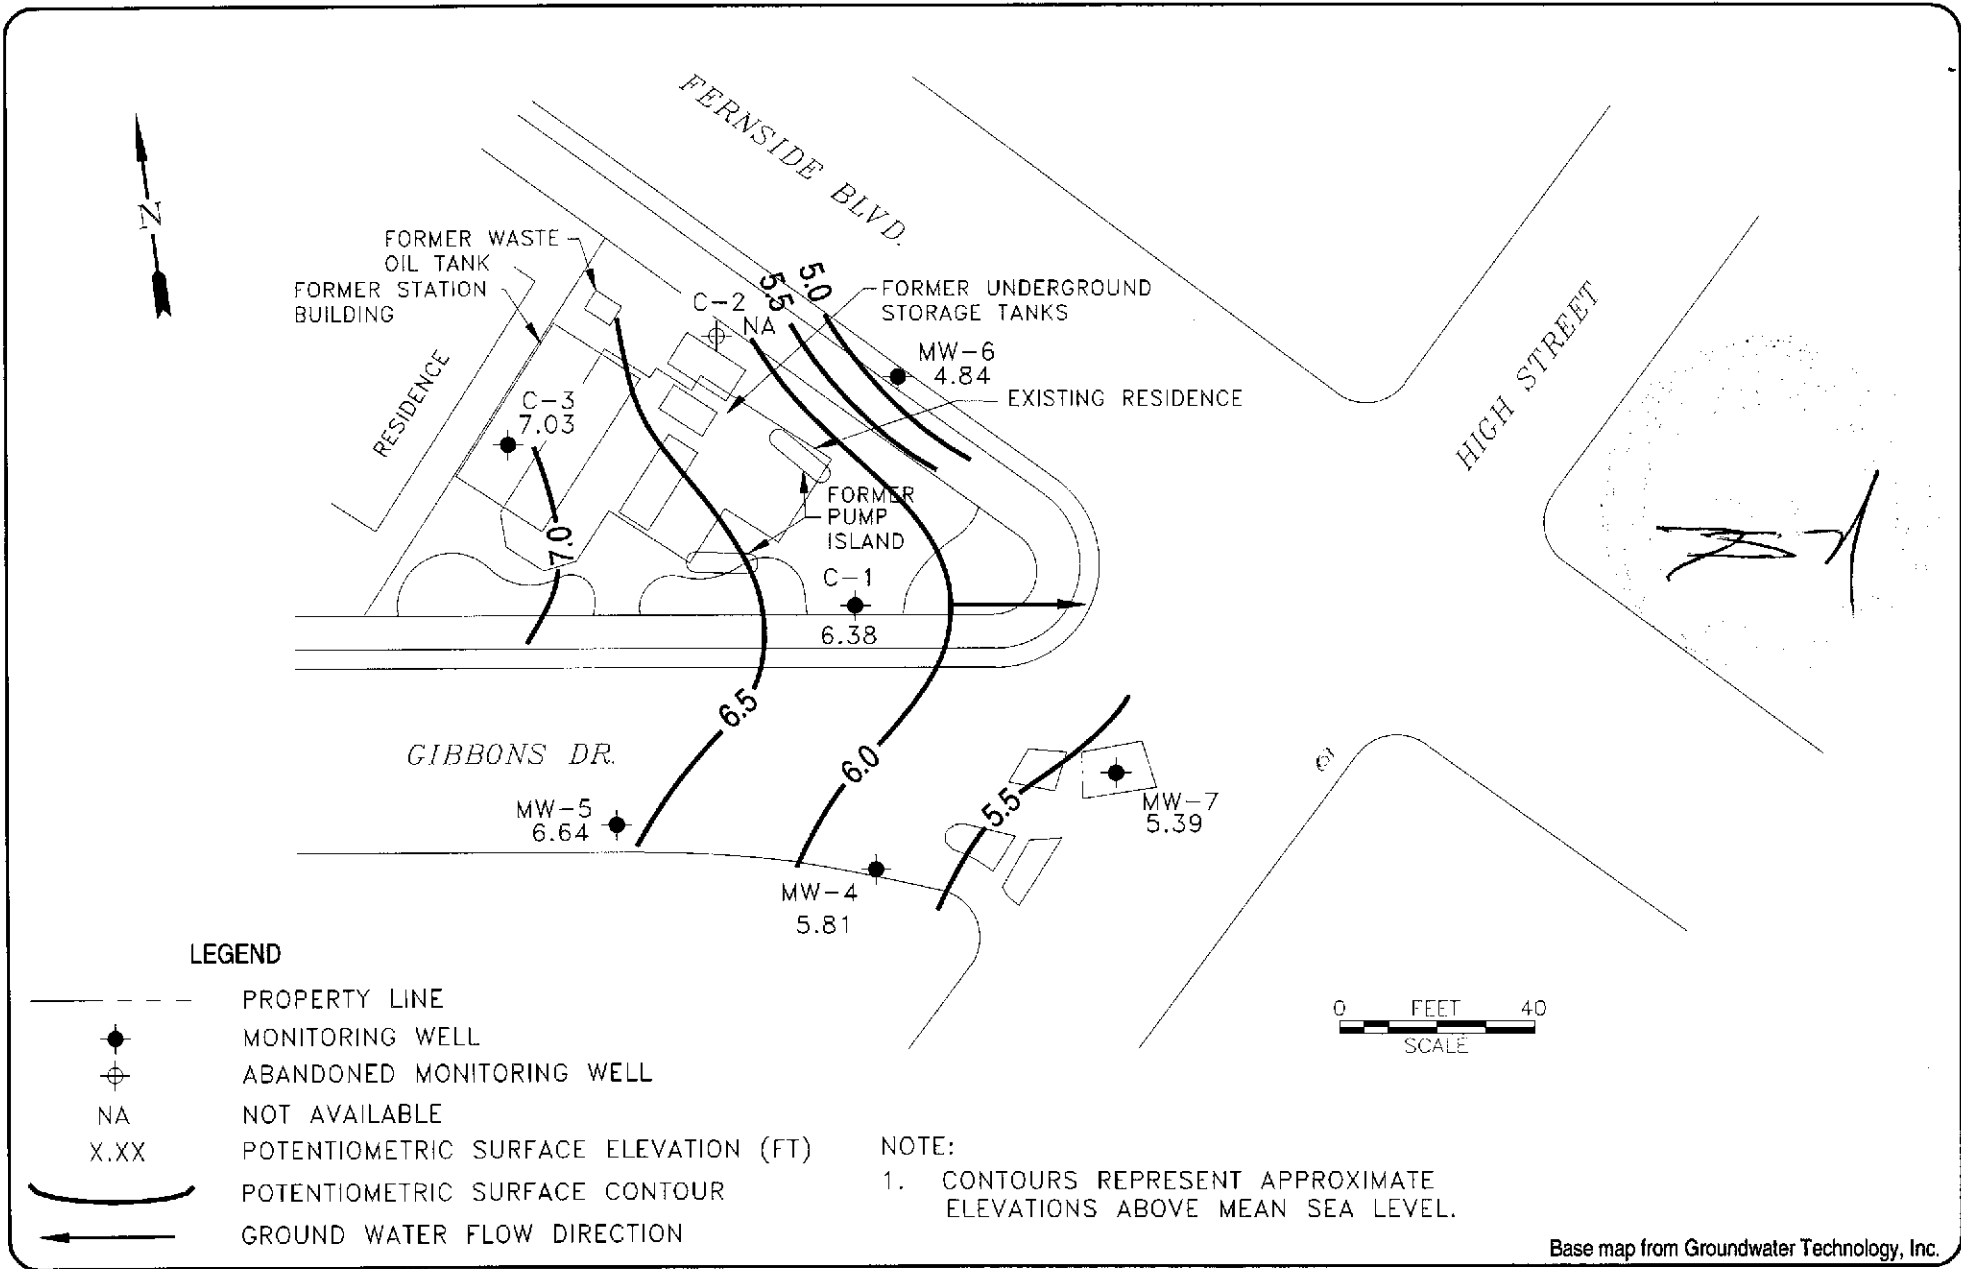 FERNSIDE BLVD.
N
FORMER WASTE
OIL TANK
FORMER STATION
BUILDING
RESIDENCE
C-2
NA
5.5
5.0
FORMER UNDERGROUND
STORAGE TANKS
MW-6
4.84
EXISTING RESIDENCE
HIGH STREET
C-3
7.03
7.0
FORMER
PUMP
ISLAND
C-1
6.38
6.5
6.0
5.5
GIBBONS DR.
MW-5
6.64
MW-4
5.81
MW-7
5.39
LEGEND
PROPERTY LINE
MONITORING WELL
ABANDONED MONITORING WELL
NA NOT AVAILABLE
X.XX POTENTIOMETRIC SURFACE ELEVATION (FT)
POTENTIOMETRIC SURFACE CONTOUR
GROUND WATER FLOW DIRECTION
0 FEET 40
SCALE
NOTE:
1. CONTOURS REPRESENT APPROXIMATE
ELEVATIONS ABOVE MEAN SEA LEVEL.
Base map from Groundwater Technology, Inc.